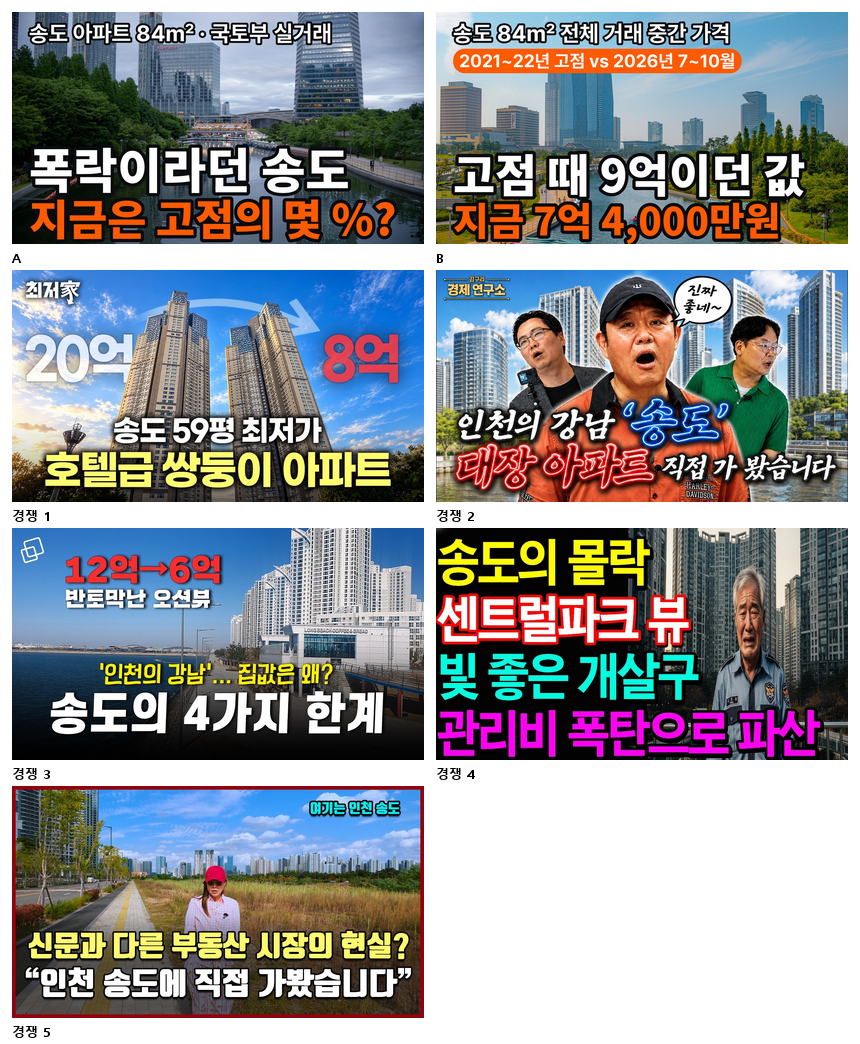 송도 아파트 84m² · 국토부 실거래
폭락이라던 송도
지금은 고점의 몇 %?
A
송도 84m² 전체 거래 중간 가격
2021~22년 고점 vs 2026년 7~10월
고점 때 9억이던 값
지금 7억 4,000만원
B
최저家
20억
8억
송도 59평 최저가
호텔급 쌍둥이 아파트
경쟁 1
김구라
경제 연구소
진짜
좋네~
인천의 강남 '송도'
대장 아파트 직접 가 봤습니다
HARLEY-
DAVIDSON
경쟁 2
12억→6억
반토막난 오션뷰
LONG BEACH COFFEE & BREAD
'인천의 강남'... 집값은 왜?
송도의 4가지 한계
경쟁 3
송도의 몰락
센트럴파크 뷰
빛 좋은 개살구
관리비 폭탄으로 파산
경쟁 4
여기는 인천 송도
신문과 다른 부동산 시장의 현실?
“인천 송도에 직접 가봤습니다”
경쟁 5